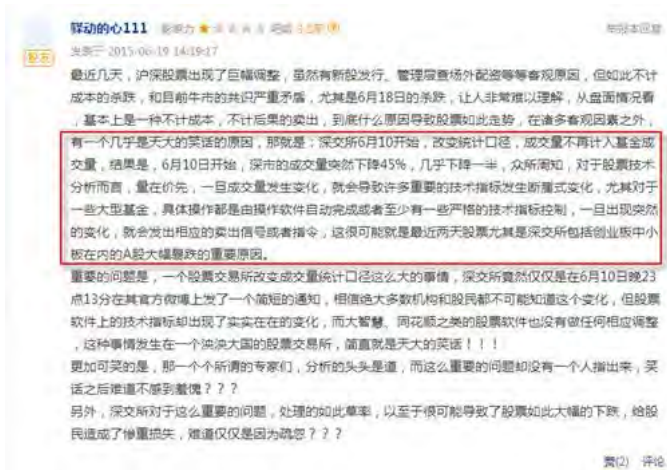 驿动的心111 影响力 吧龄 3.5年
举报本回复
股友
发表于 2015-06-19 14:19:17
最近几天，沪深股票出现了巨幅调整，虽然有新股发行、管理层查场外配资等等客观原因，但如此不计
成本的杀跌，和目前牛市的共识严重矛盾，尤其是6月18日的杀跌，让人非常难以理解，从盘面情况看
，基本上是一种不计成本，不计后果的卖出，到底什么原因导致股票如此走势，在诸多客观因素之外，
有一个几乎是天大的笑话的原因，那就是：深交所6月10开始，改变统计口径，成交量不再计入基金成
交量，结果是，6月10日开始，深市的成交量突然下降45%，几乎下降一半，众所周知，对于股票技术
分析而言，量在价先，一旦成交量发生变化，就会导致许多重要的技术指标发生断崖式变化，尤其对于
一些大型基金，具体操作都是由操作软件自动完成或者至少有一些严格的技术指标控制，一旦出现突然
的变化，就会发出相应的卖出信号或者指令，这很可能就是最近两天股票尤其是深交所包括创业板中小
板在内的A股大幅暴跌的重要原因。
重要的问题是，一个股票交易所改变成交量统计口径这么大的事情，深交所竟然仅仅是在6月10日晚23
点13分在其官方微博上发了一个简短的通知，相信绝大多数机构和股民都不可能知道这个变化，但股票
软件上的技术指标却出现了实实在在的变化，而大智慧、同花顺之类的股票软件也没有做任何相应调整
，这种事情发生在一个泱泱大国的股票交易所，简直就是天大的笑话！！！
更加可笑的是，那一个个所谓的专家们，分析的头头是道，而这么重要的问题却没有一个人指出来，笑
话之后难道不感到羞愧？？？
另外，深交所对于这么重要的问题，处理的如此草率，以至于很可能导致了股票如此大幅的下跌，给股
民造成了惨重损失，难道仅仅是因为疏忽？？？
赞(2) 评论